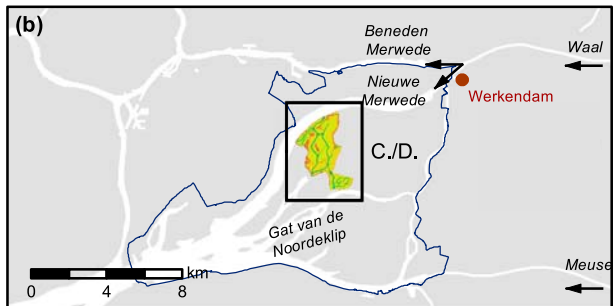 (b)
Beneden
Merwede
Waal
Nieuwe
Merwede
Werkendam
C./D.
Gat van de
Noordeklip
km
0 4 8
Meuse